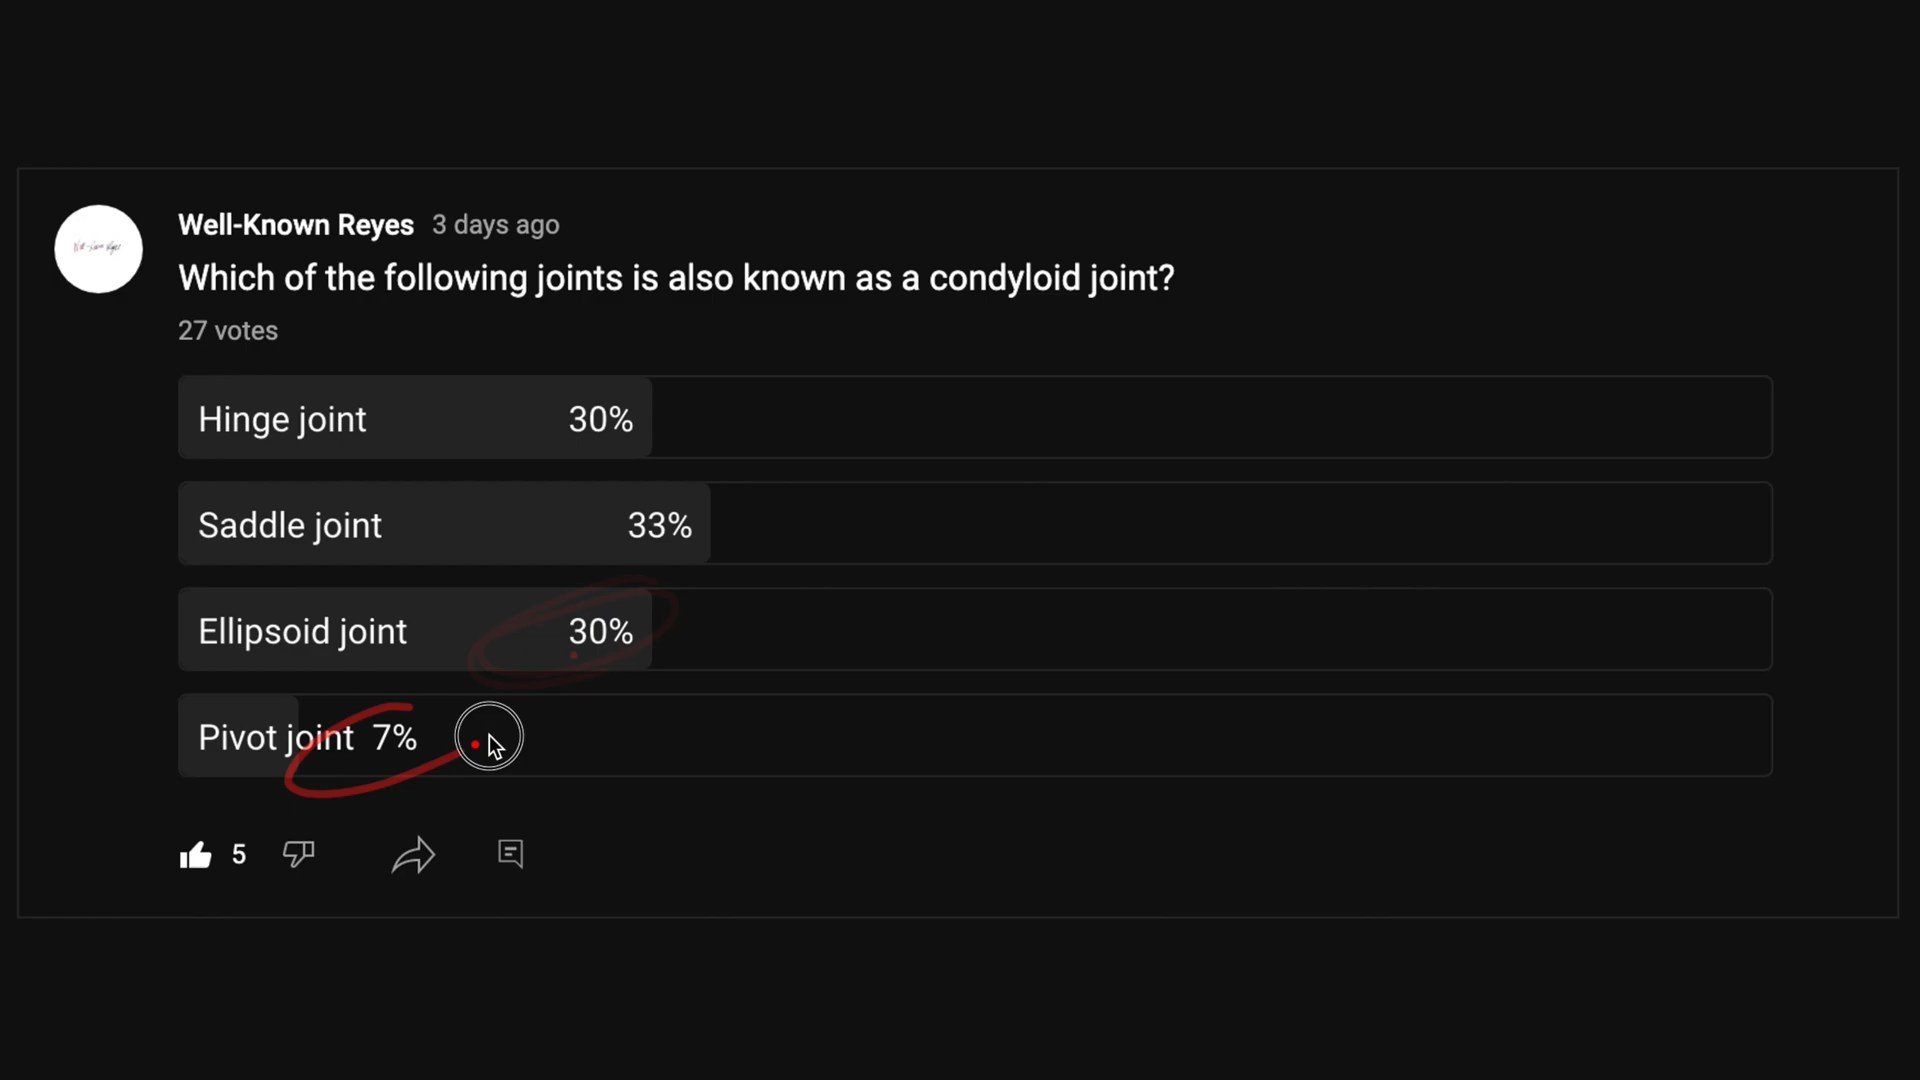 Well-Known Reyes 3 days ago
Which of the following joints is also known as a condyloid joint?
27 votes
Hinge joint 30%
Saddle joint 33%
Ellipsoid joint 30%
Pivot joint 7%
5